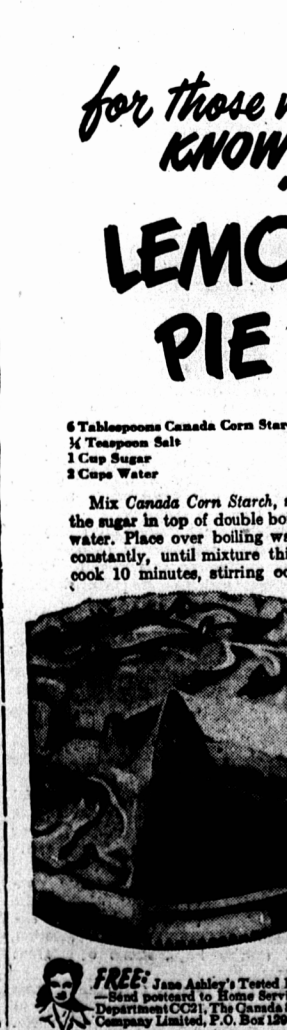 for those
KNOW
LEMO
PIE
6 Tablespoons Canada Corn Star
¼ Teaspoon Salt
1 Cup Sugar
2 Cups Water
Mix Canada Corn Starch,
the sugar in top of double bo
water. Place over boiling wa
constantly, until mixture thi
cook 10 minutes, stirring oc
FREE: Jane Ashley's Tested
—Send postcard to Home Serv
Department CC21, The Canada
Company Limited, P.O. Box 129